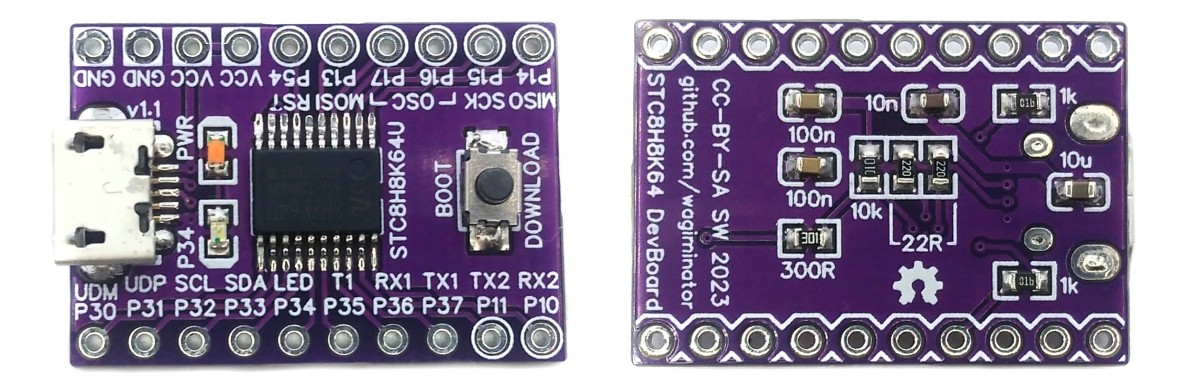 GND GND VCC VCC P54 P13 P17 P16 P15 P14
RST MOSI OSC SCK MISO
v1.1
PWR
P34
STC8H8K64U
BOOT
DOWNLOAD
UDM UDP SCL SDA LED T1 RX1 TX1 TX2 RX2
P30 P31 P32 P33 P34 P35 P36 P37 P11 P10
CC-BY-SA SW 2023
github.com/wagiminator
STC8H8K64 DevBoard
100n
10n
1k
100n
10k
220
220
22R
10u
301
300R
1k